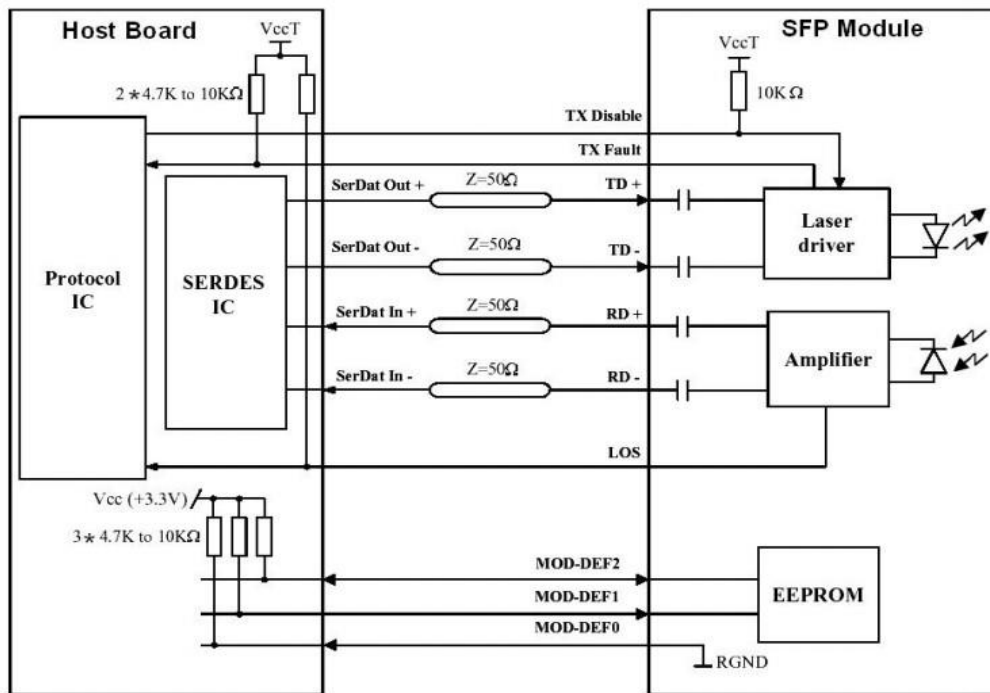 Host Board
SFP Module
VccT
VccT
2*4.7K to 10KΩ
10KΩ
TX Disable
TX Fault
SerDat Out +
Z=50Ω
TD +
Laser
driver
SerDat Out -
Z=50Ω
TD -
Protocol
IC
SERDES
IC
SerDat In +
Z=50Ω
RD +
Amplifier
SerDat In -
Z=50Ω
RD -
LOS
Vcc (+3.3V)
3*4.7K to 10KΩ
MOD-DEF2
MOD-DEF1
EEPROM
MOD-DEF0
RGND